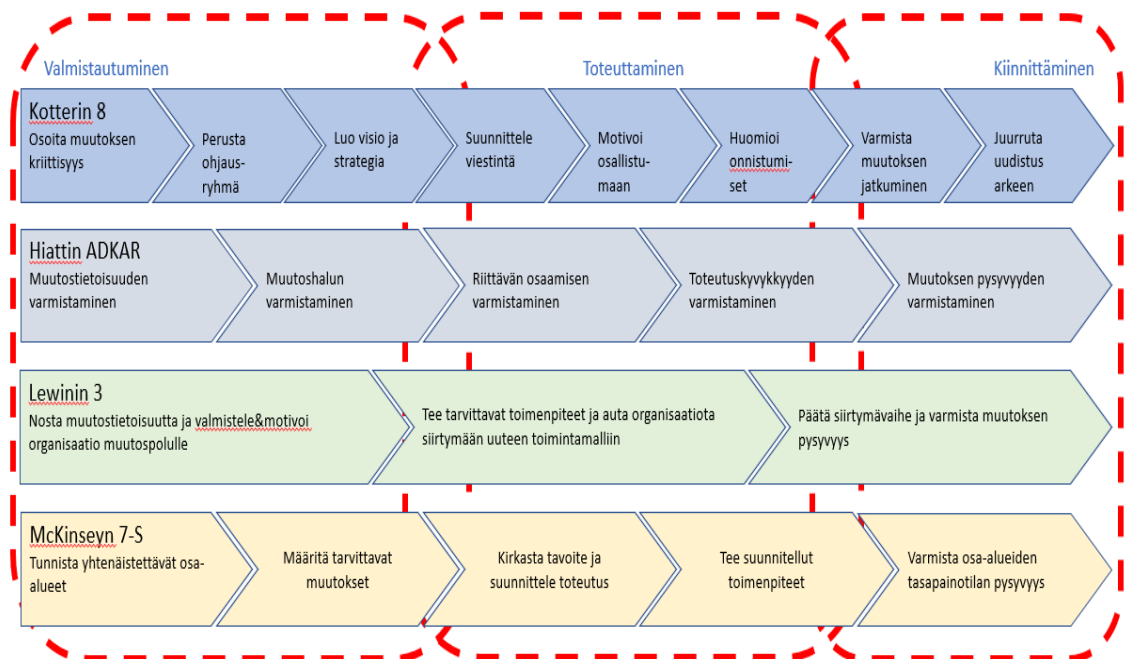 Valmistautuminen
Toteuttaminen
Kiinnittäminen
Kotterin 8
Osoita muutoksen
kriittisyys
Perusta
ohjaus-
ryhmä
Luo visio ja
strategia
Suunnittele
viestintä
Motivoi
osallistu-
maan
Huomioi
onnistumi-
set
Varmista
muutoksen
jatkuminen
Juurruta
uudistus
arkeen
Hiattin ADKAR
Muutostietoisuuden
varmistaminen
Muutoshalun
varmistaminen
Riittävän osaamisen
varmistaminen
Toteutuskyvykkyyden
varmistaminen
Muutoksen pysyvyyden
varmistaminen
Lewinin 3
Nosta muutostietoisuutta ja valmistele&motivoi
organisaatio muutospolulle
Tee tarvittavat toimenpiteet ja auta organisaatiota
siirtymään uuteen toimintamalliin
Päätä siirtymävaihe ja varmista muutoksen
pysyvyys
McKinseyn 7-S
Tunnista yhtenäistettävät osa-
alueet
Määritä tarvittavat
muutokset
Kirkasta tavoite ja
suunnittele toteutus
Tee suunnitellut
toimenpiteet
Varmista osa-alueiden
tasapainotilan pysyvyys